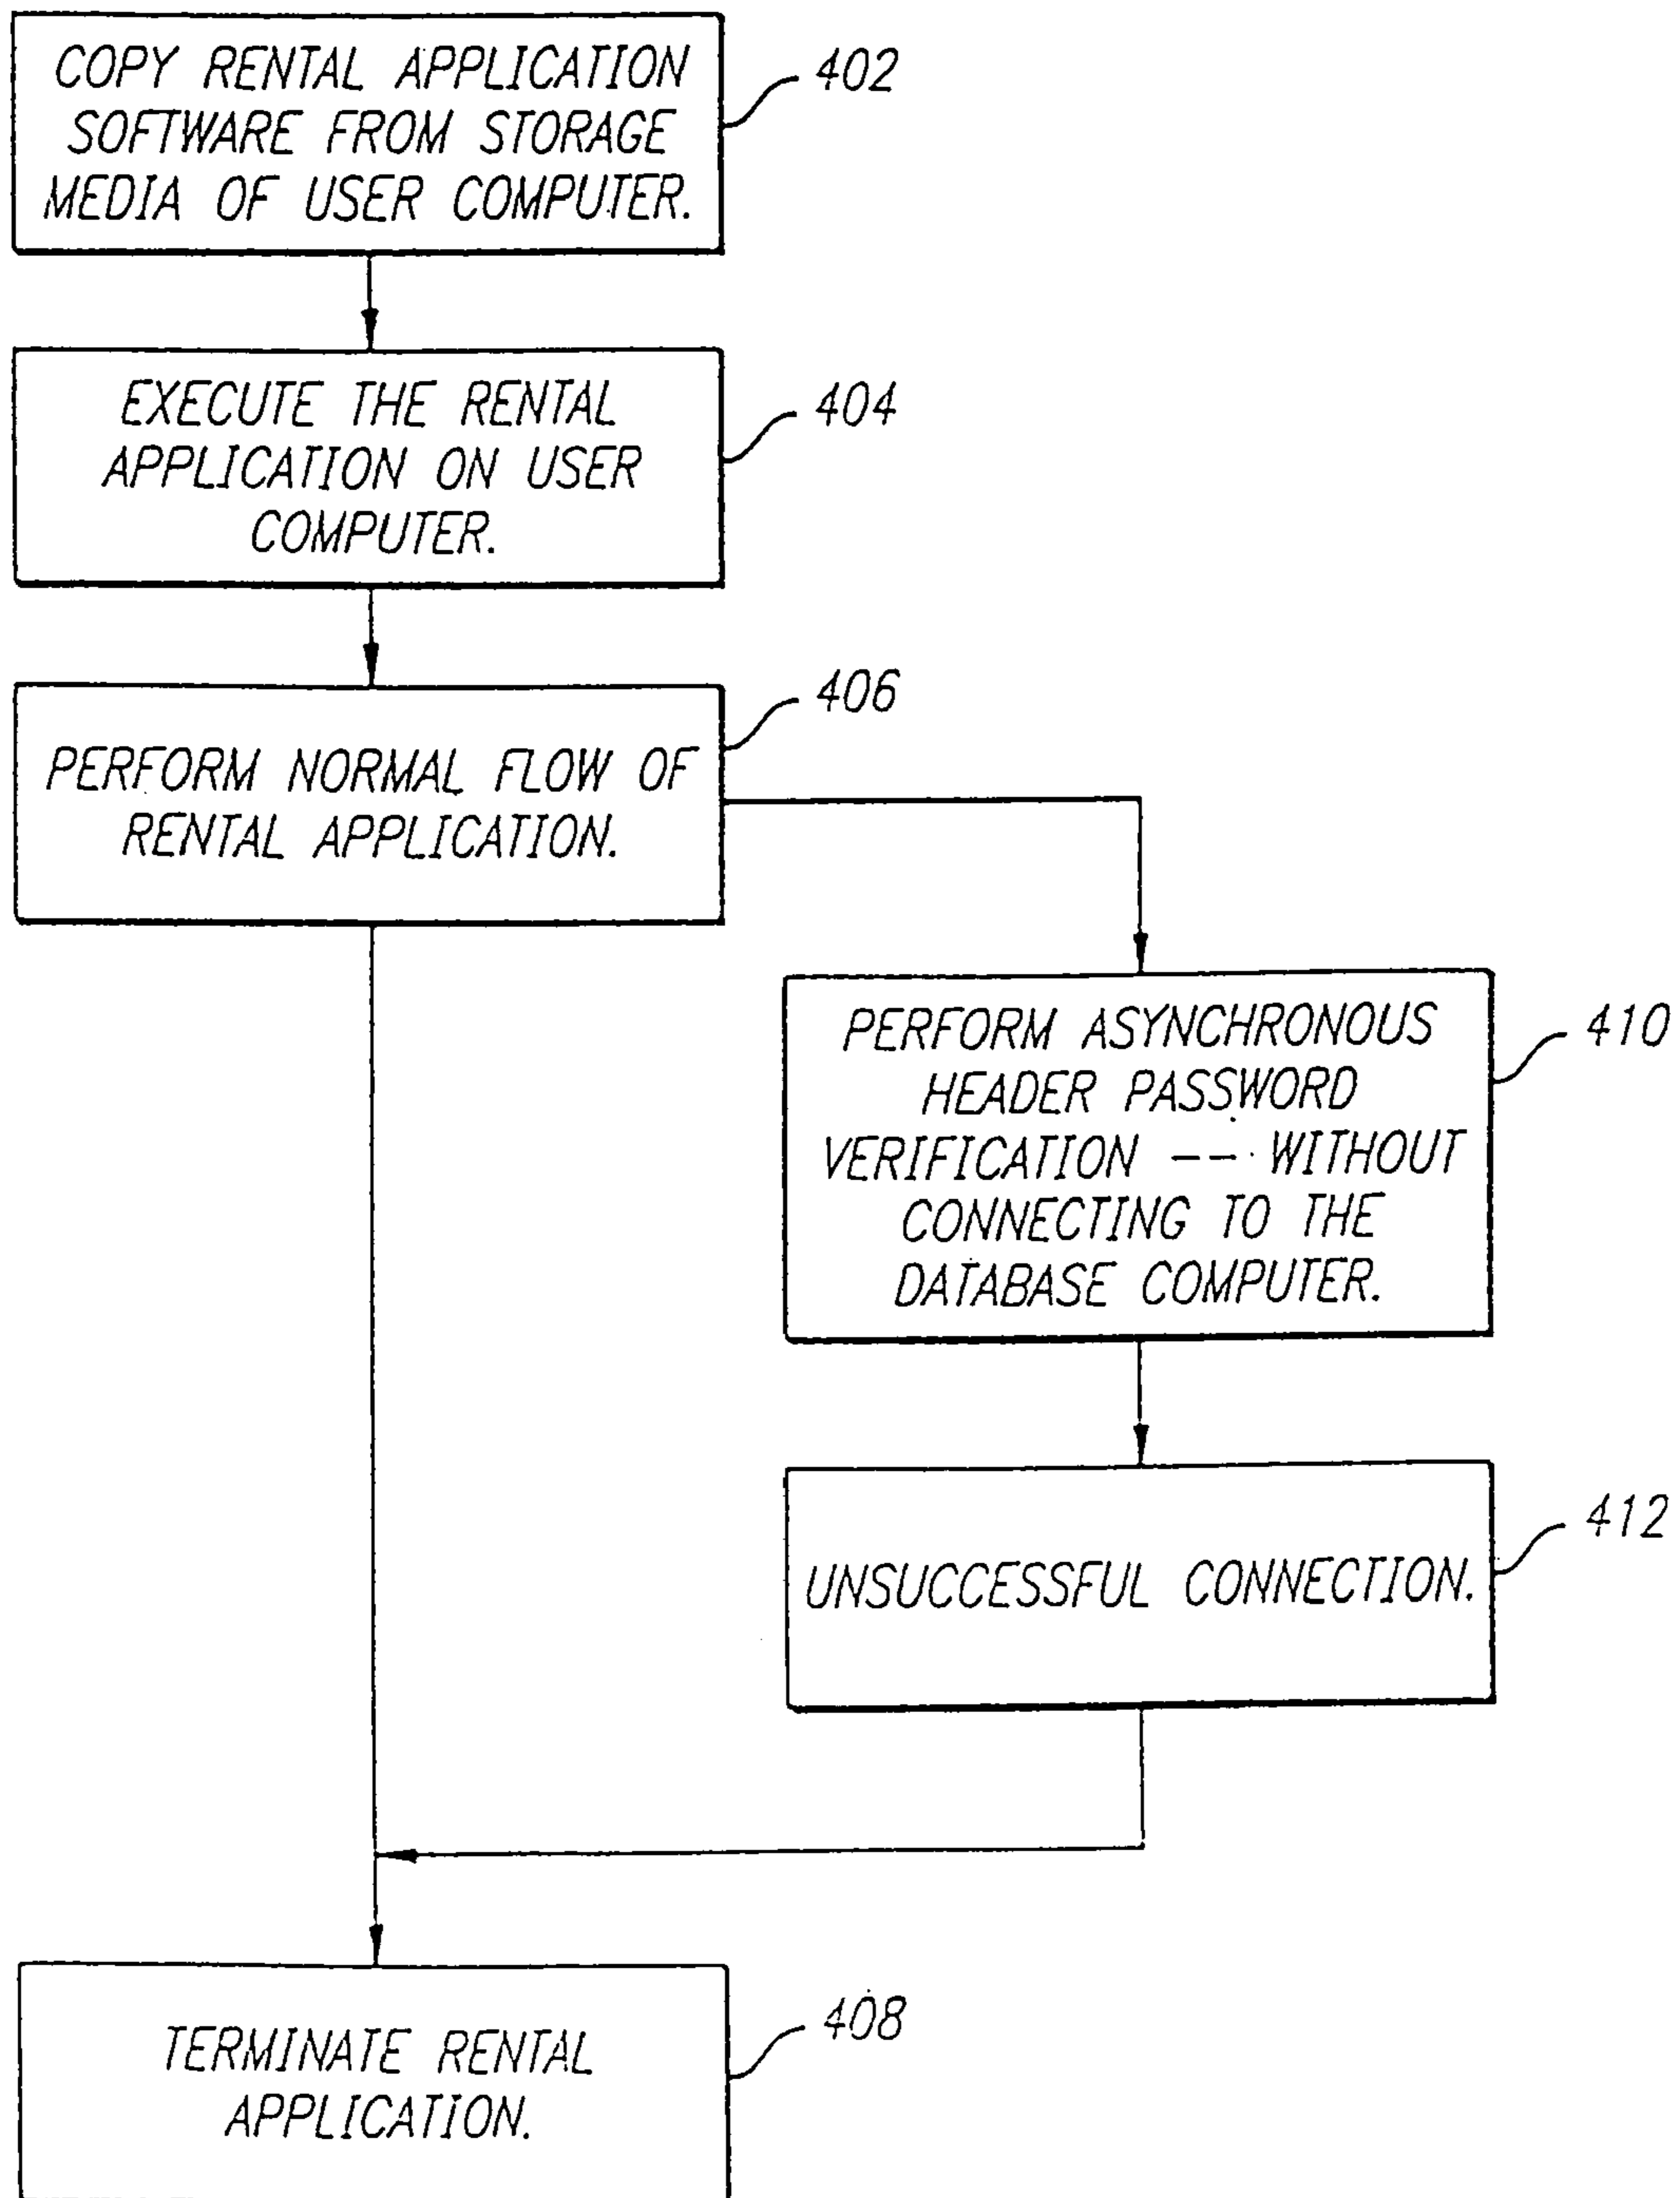 COPY RENTAL APPLICATION
SOFTWARE FROM STORAGE
MEDIA OF USER COMPUTER.
402
EXECUTE THE RENTAL
APPLICATION ON USER
COMPUTER.
404
PERFORM NORMAL FLOW OF
RENTAL APPLICATION.
406
PERFORM ASYNCHRONOUS
HEADER PASSWORD
VERIFICATION -- WITHOUT
CONNECTING TO THE
DATABASE COMPUTER.
410
UNSUCCESSFUL CONNECTION.
412
TERMINATE RENTAL
APPLICATION.
408